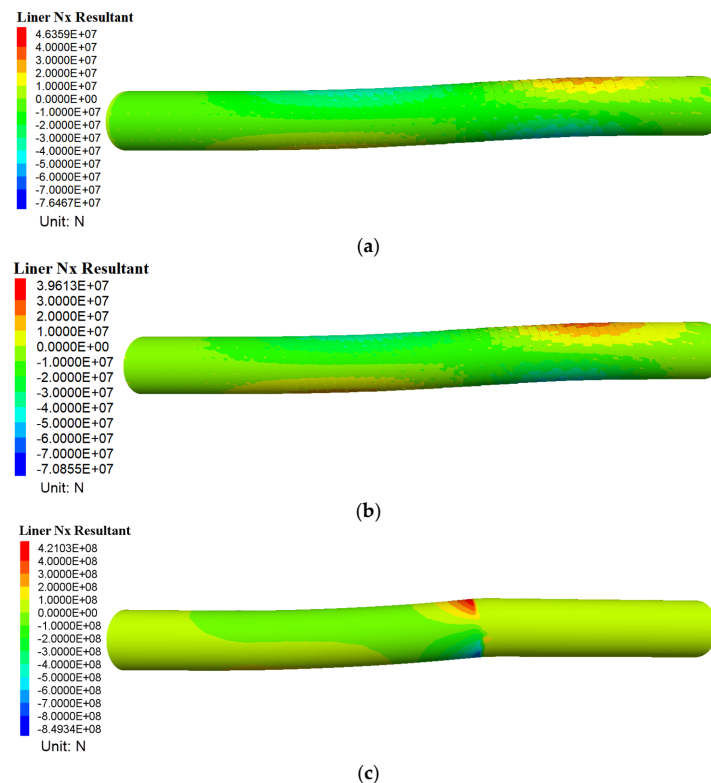 Liner Nx Resultant
4.6359E+07
4.0000E+07
3.0000E+07
2.0000E+07
1.0000E+07
0.0000E+00
-1.0000E+07
-2.0000E+07
-3.0000E+07
-4.0000E+07
-5.0000E+07
-6.0000E+07
-7.0000E+07
-7.6467E+07
Unit: N
(a)
Liner Nx Resultant
3.9613E+07
3.0000E+07
2.0000E+07
1.0000E+07
0.0000E+00
-1.0000E+07
-2.0000E+07
-3.0000E+07
-4.0000E+07
-5.0000E+07
-6.0000E+07
-7.0000E+07
-7.0855E+07
Unit: N
(b)
Liner Nx Resultant
4.2103E+08
4.0000E+08
3.0000E+08
2.0000E+08
1.0000E+08
0.0000E+00
-1.0000E+08
-2.0000E+08
-3.0000E+08
-4.0000E+08
-5.0000E+08
-6.0000E+08
-7.0000E+08
-8.0000E+08
-8.4934E+08
Unit: N
(c)